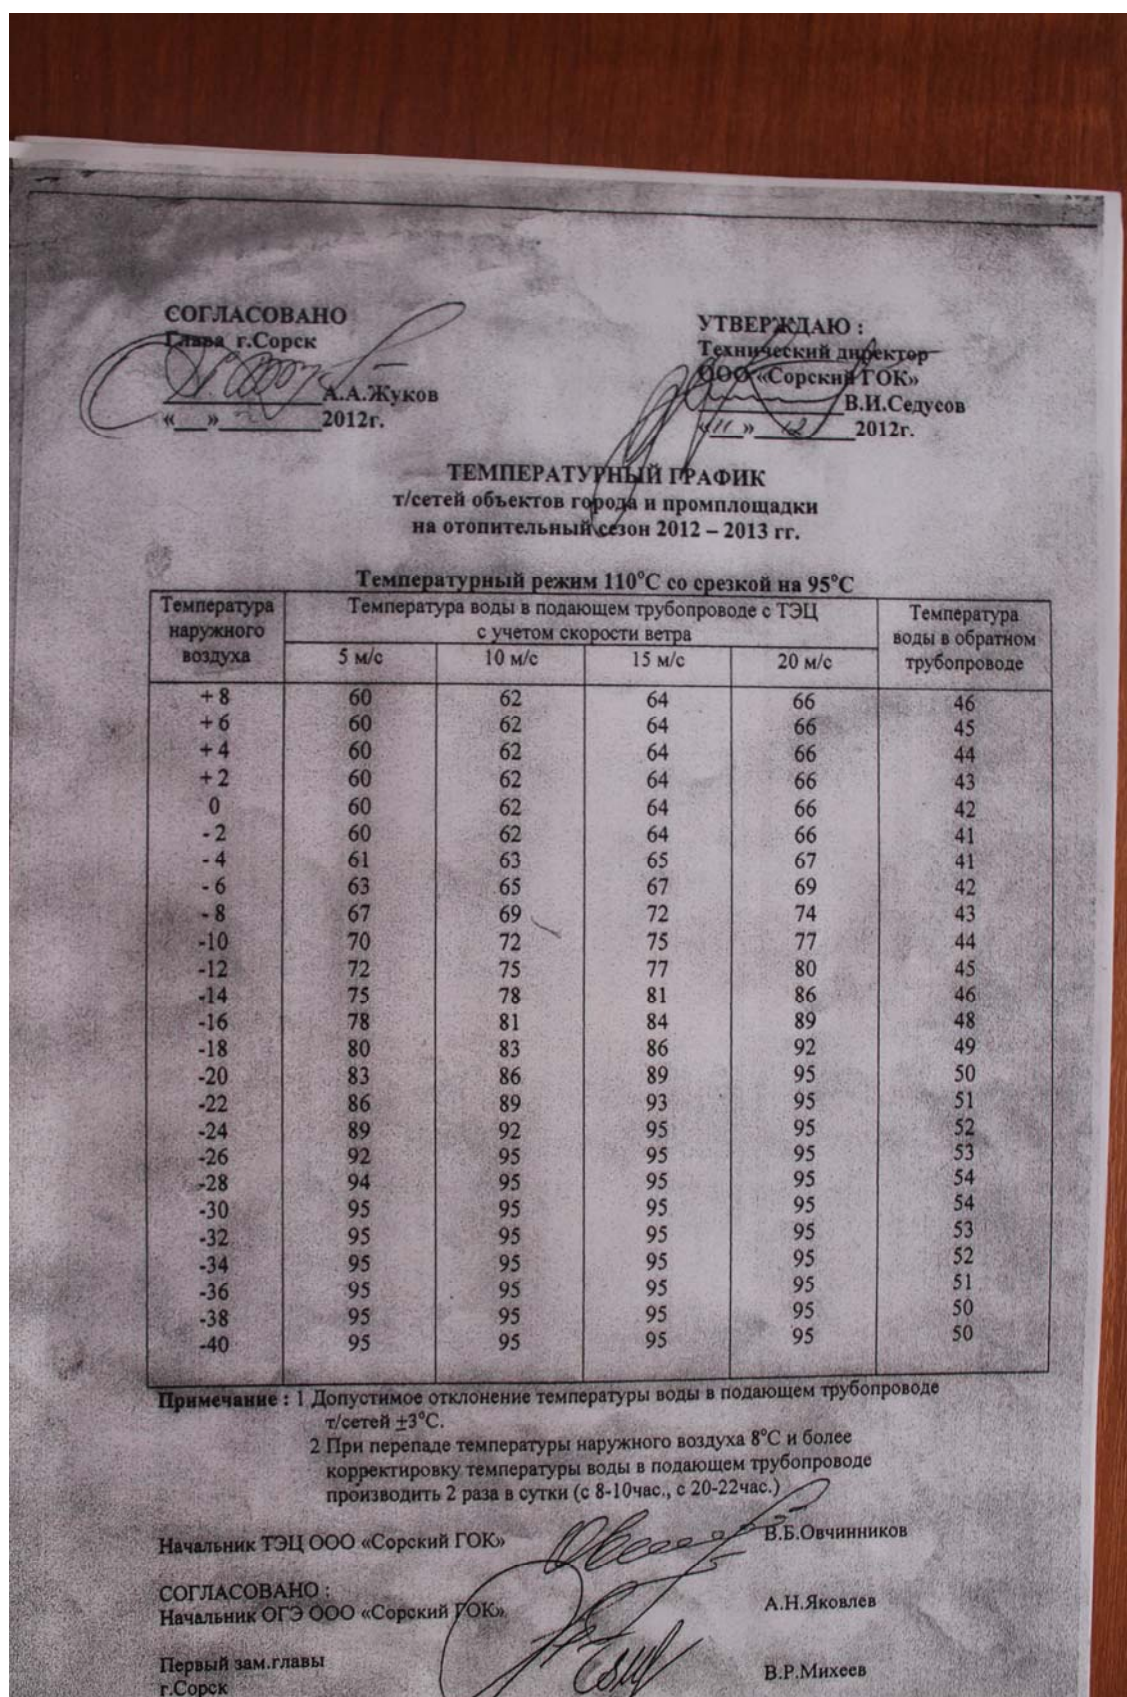 СОГЛАСОВАНО
Глава г.Сорск
А.А.Жуков
«___»__________2012г.
УТВЕРЖДАЮ :
Технический директор
ООО «Сорский ГОК»
В.И.Седусов
«11» 12 2012г.
ТЕМПЕРАТУРНЫЙ ГРАФИК
т/сетей объектов города и промплощадки
на отопительный сезон 2012 – 2013 гг.
Температурный режим 110°С со срезкой на 95°С
Температура наружного воздуха | Температура воды в подающем трубопроводе с ТЭЦ с учетом скорости ветра | Температура воды в обратном трубопроводе
5 м/с 10 м/с 15 м/с 20 м/с
+ 8 60 62 64 66 46
+ 6 60 62 64 66 45
+ 4 60 62 64 66 44
+ 2 60 62 64 66 43
0 60 62 64 66 42
- 2 60 62 64 66 41
- 4 61 63 65 67 41
- 6 63 65 67 69 42
- 8 67 69 72 74 43
-10 70 72 75 77 44
-12 72 75 77 80 45
-14 75 78 81 86 46
-16 78 81 84 89 48
-18 80 83 86 92 49
-20 83 86 89 95 50
-22 86 89 93 95 51
-24 89 92 95 95 52
-26 92 95 95 95 53
-28 94 95 95 95 54
-30 95 95 95 95 54
-32 95 95 95 95 53
-34 95 95 95 95 52
-36 95 95 95 95 51
-38 95 95 95 95 50
-40 95 95 95 95 50
Примечание : 1 Допустимое отклонение температуры воды в подающем трубопроводе
т/сетей ±3°С.
2 При перепаде температуры наружного воздуха 8°С и более
корректировку температуры воды в подающем трубопроводе
производить 2 раза в сутки (с 8-10час., с 20-22час.)
Начальник ТЭЦ ООО «Сорский ГОК» В.Б.Овчинников
СОГЛАСОВАНО :
Начальник ОГЭ ООО «Сорский ГОК» А.Н.Яковлев
Первый зам.главы
г.Сорск В.Р.Михеев